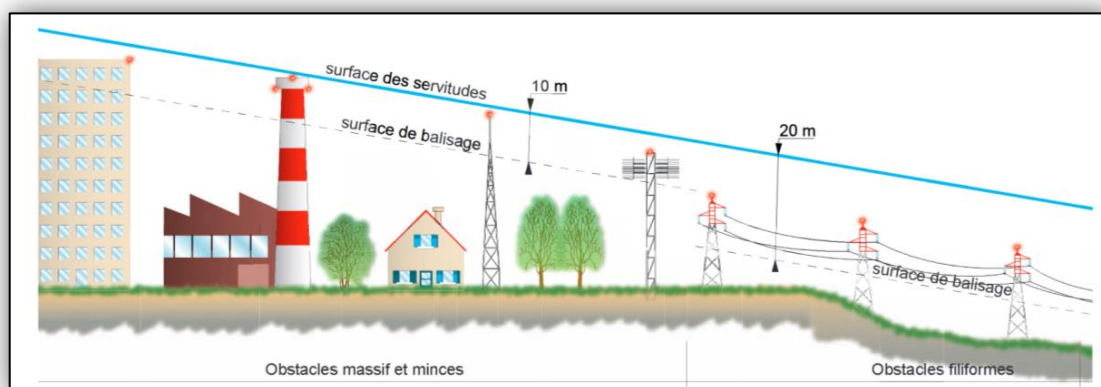 surface des servitudes
10 m
surface de balisage
20 m
surface de balisage
Obstacles massif et minces
Obstacles filiformes